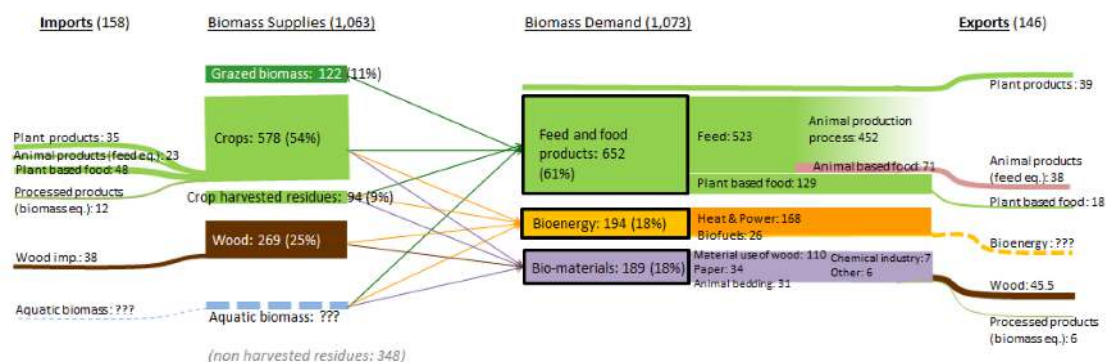 Imports (158)
Biomass Supplies (1,063)
Biomass Demand (1,073)
Exports (146)
Plant products: 35
Animal products (feed eq.): 23
Plant based food: 48
Processed products
(biomass eq.): 12
Wood imp.: 38
Aquatic biomass: ???
Grazed biomass: 122 (11%)
Crops: 578 (54%)
Crop harvested residues: 94 (9%)
Wood: 269 (25%)
Aquatic biomass: ???
(non harvested residues: 348)
Feed and food
products: 652
(61%)
Bioenergy: 194 (18%)
Bio-materials: 189 (18%)
Feed: 523
Animal production
process: 452
Animal based food: 71
Plant based food: 129
Heat & Power: 168
Biofuels: 26
Material use of wood: 110
Paper: 34
Animal bedding: 31
Chemical industry: 7
Other: 6
Plant products: 39
Animal products
(feed eq.): 38
Plant based food: 18
Bioenergy: ???
Wood: 45.5
Processed products
(biomass eq.): 6